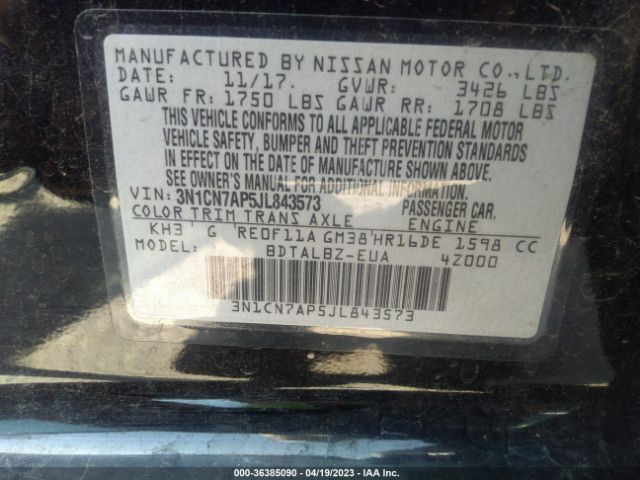 MANUFACTURED BY NISSAN MOTOR CO.,LTD.
DATE: 11/17. GVWR: 3426 LBS
GAWR FR: 1750 LBS GAWR RR: 1708 LBS
THIS VEHICLE CONFORMS TO ALL APPLICABLE FEDERAL MOTOR
VEHICLE SAFETY, BUMPER AND THEFT PREVENTION STANDARDS
IN EFFECT ON THE DATE OF MANUFACTURE SHOWN ABOVE.
SEE OWNER'S MANUAL FOR ADDITIONAL INFORMATION.
VIN: 3N1CN7AP5JL843573 PASSENGER CAR.
COLOR TRIM TRANS AXLE ENGINE
KH3 G RE0F11A GM38 HR16DE 1598 CC
MODEL: BDTALBZ-EUA 4Z000
3N1CN7AP5JL843573
000-36385090 - 04/19/2023 - IAA Inc.